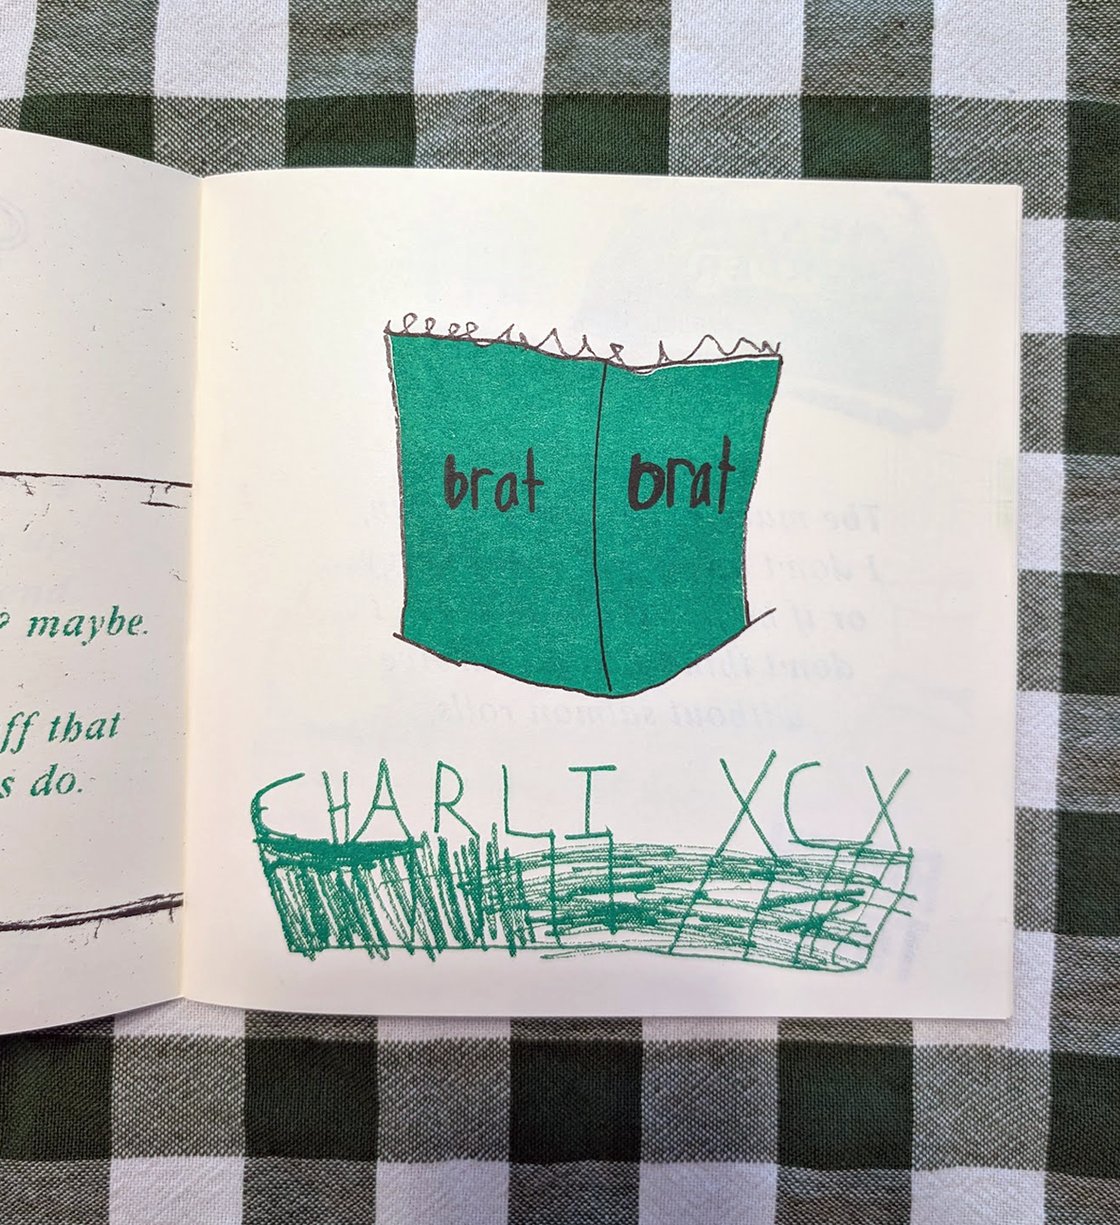 maybe.
ff that
s do.
brat brat
CHARLI XCX